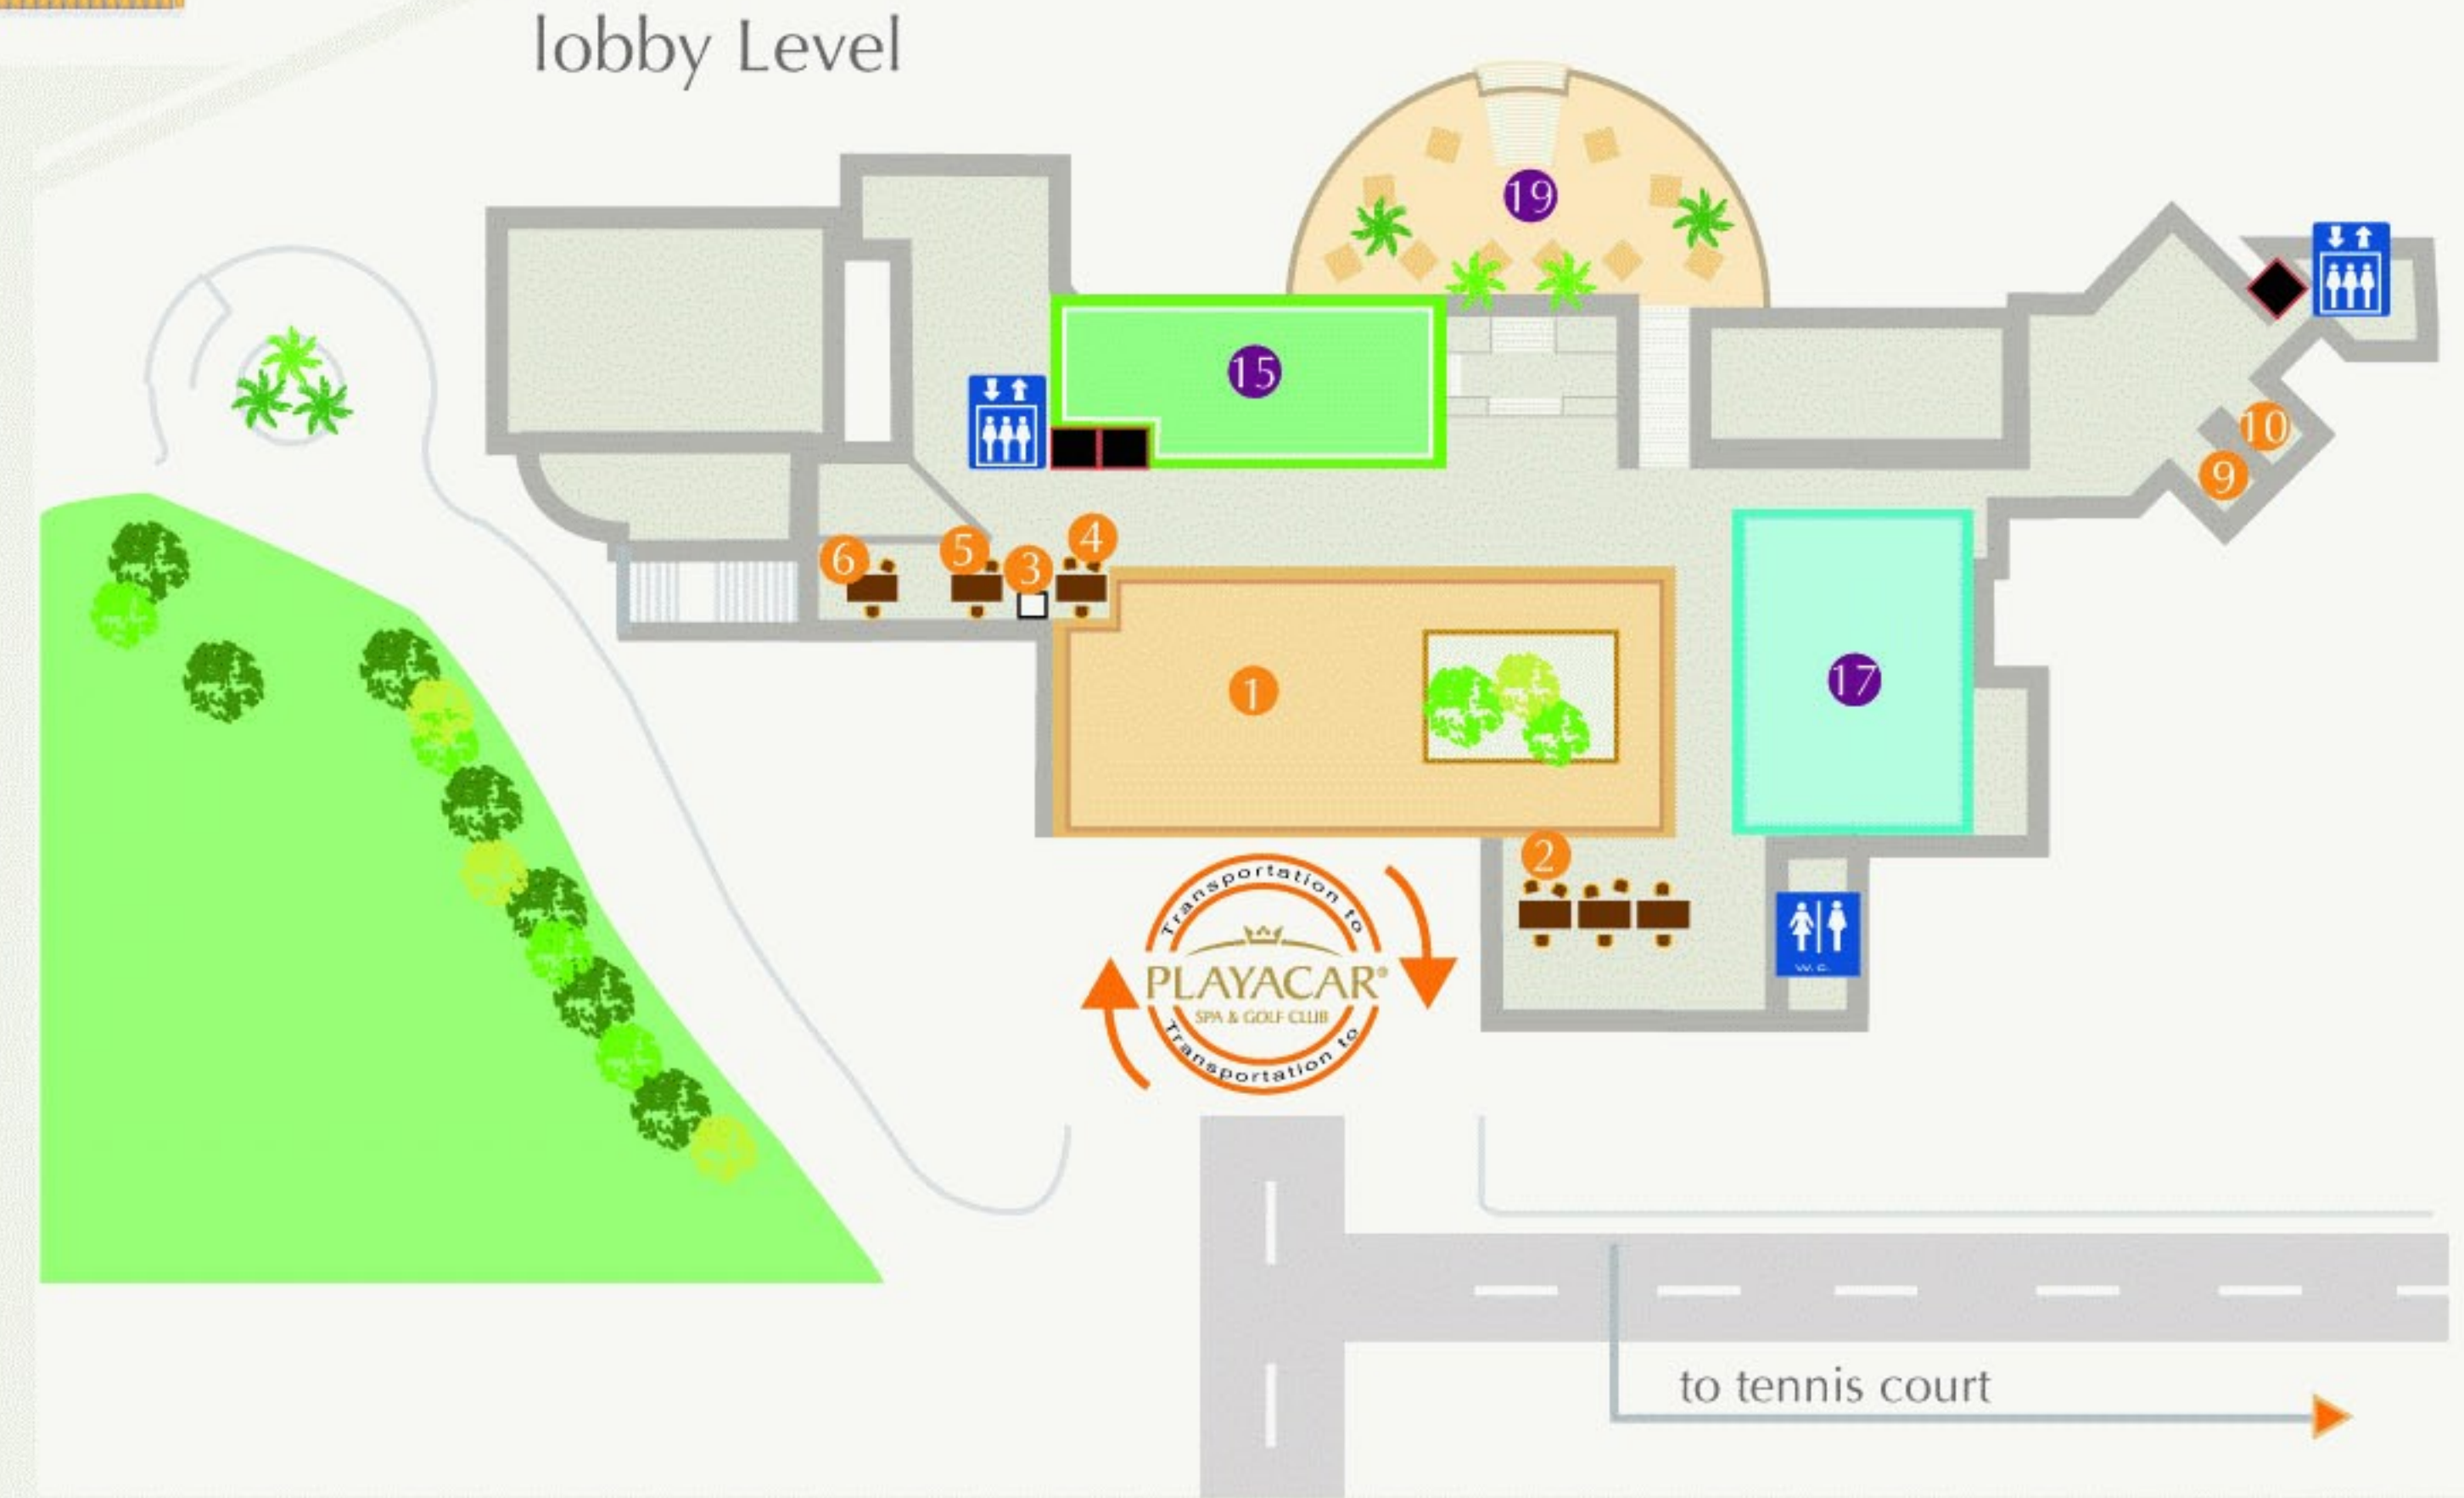 lobby Level
19
15
10
9
4
5
3
6
1
17
2
Transportation to
PLAYACAR®
SPA & GOLF CLUB
Transportation to
W.C.
to tennis court